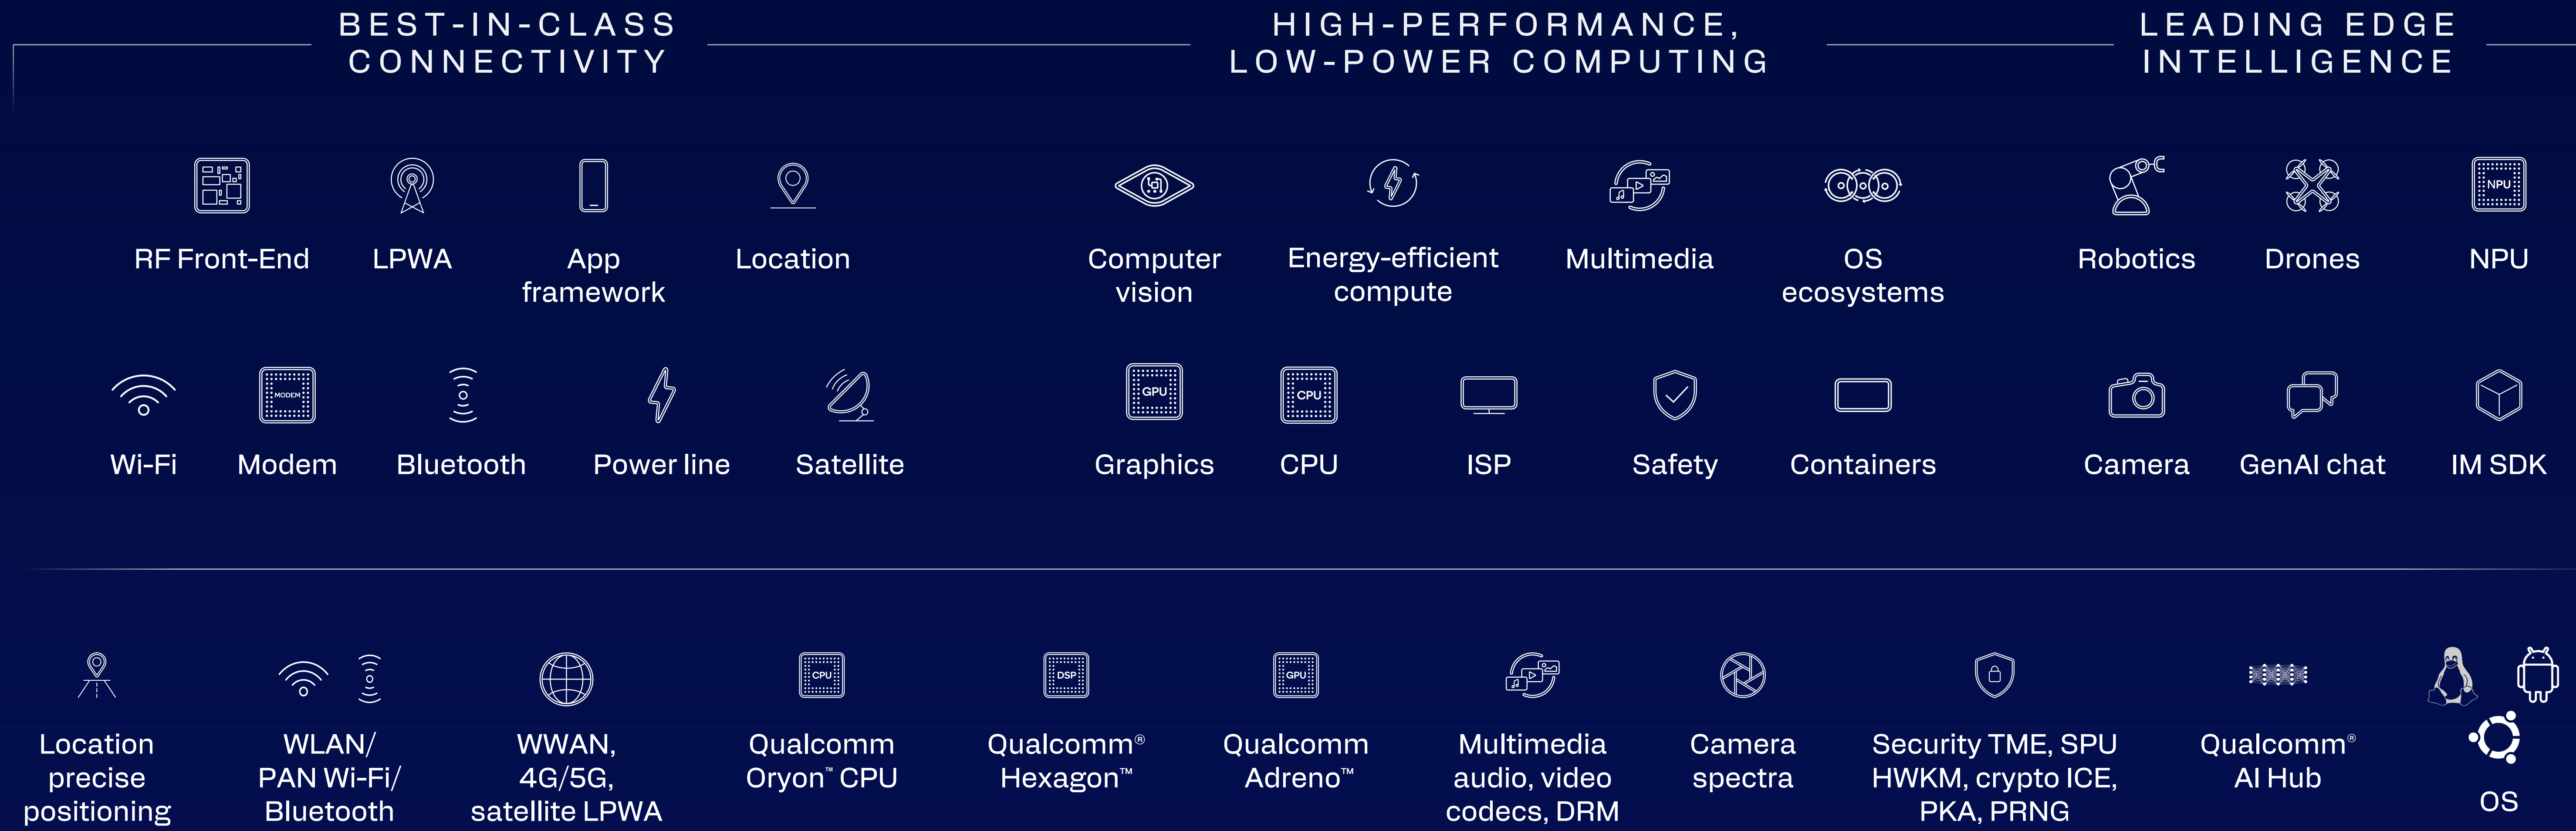 BEST-IN-CLASS
CONNECTIVITY
HIGH-PERFORMANCE,
LOW-POWER COMPUTING
LEADING EDGE
INTELLIGENCE
NPU
RF Front-End
LPWA
App
framework
Location
Computer
vision
Energy-efficient
compute
Multimedia
OS
ecosystems
Robotics
Drones
NPU
MODEM
GPU
CPU
Wi-Fi
Modem
Bluetooth
Power line
Satellite
Graphics
CPU
ISP
Safety
Containers
Camera
GenAI chat
IM SDK
CPU
DSP
GPU
Location
precise
positioning
WLAN/
PAN Wi-Fi/
Bluetooth
WWAN,
4G/5G,
satellite LPWA
Qualcomm
Oryon™ CPU
Qualcomm®
Hexagon™
Qualcomm
Adreno™
Multimedia
audio, video
codecs, DRM
Camera
spectra
Security TME, SPU
HWKM, crypto ICE,
PKA, PRNG
Qualcomm®
AI Hub
OS